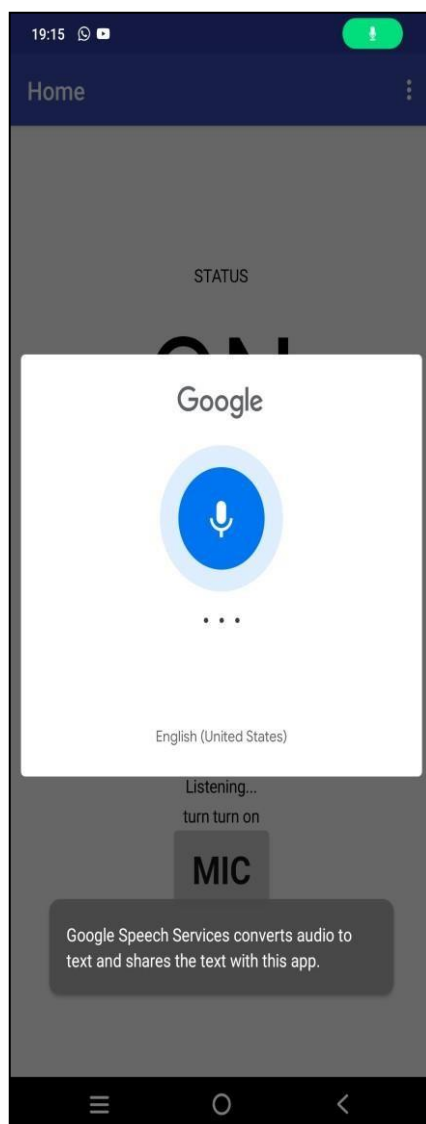 19:15
Home
STATUS
ON
Google
English (United States)
Listening...
turn turn on
MIC
Google Speech Services converts audio to
text and shares the text with this app.